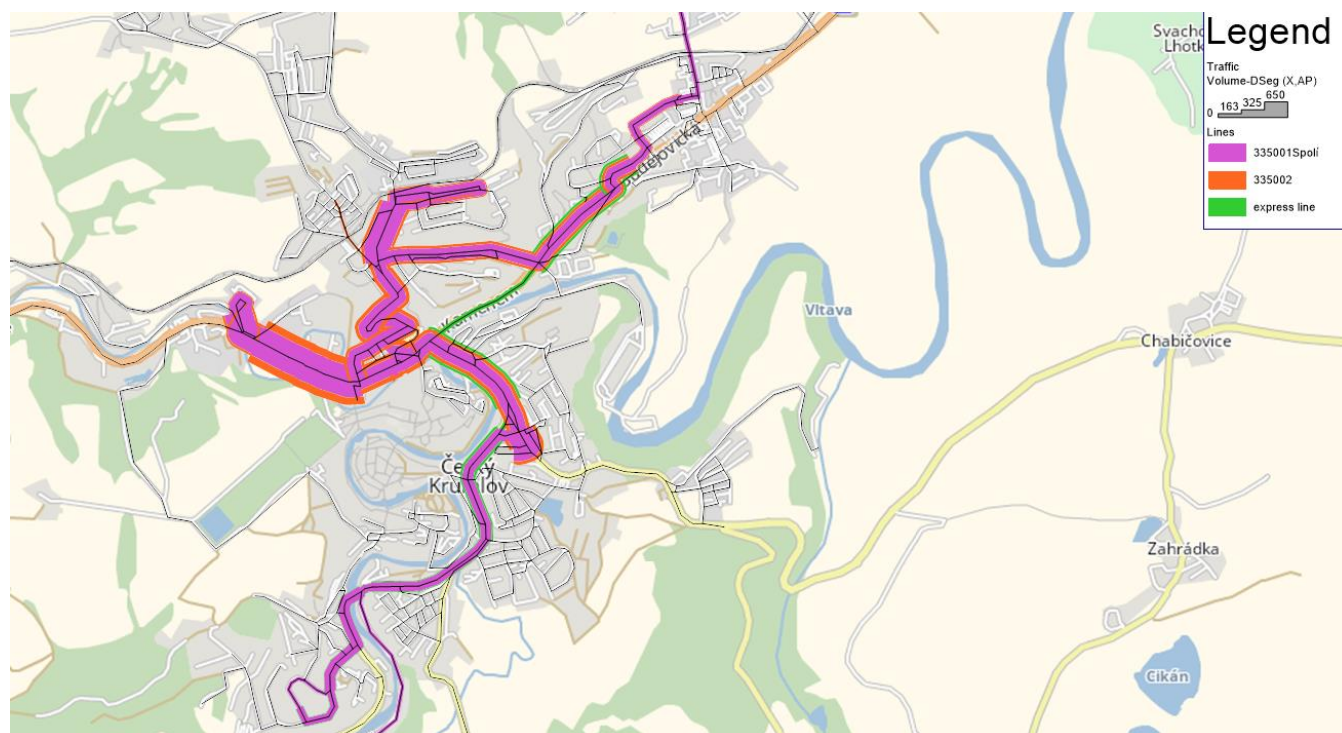 Legend
Svacho
Lhotk
Traffic
Volume-DSeg (X,AP)
0 163 325 650
Lines
335001Spolí
335002
express line
Vltava
Chabičovice
Český
Krumlov
Zahrádka
Cikán